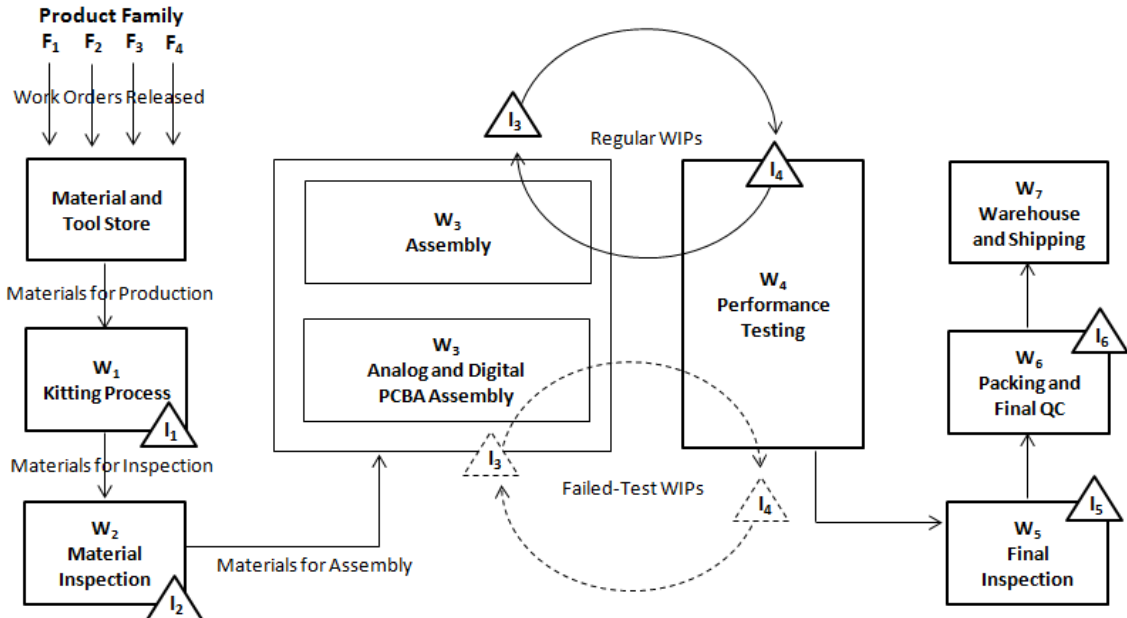 Product Family
F₁ F₂ F₃ F₄
Work Orders Released
Material and
Tool Store
Materials for Production
W₁
Kitting Process
I₁
Materials for Inspection
W₂
Material
Inspection
I₂
Materials for Assembly
W₃
Assembly
W₃
Analog and Digital
PCBA Assembly
I₃
Regular WIPs
I₄
I₃
Failed-Test WIPs
I₄
W₄
Performance
Testing
W₅
Final
Inspection
I₅
W₆
Packing and
Final QC
I₆
W₇
Warehouse
and Shipping